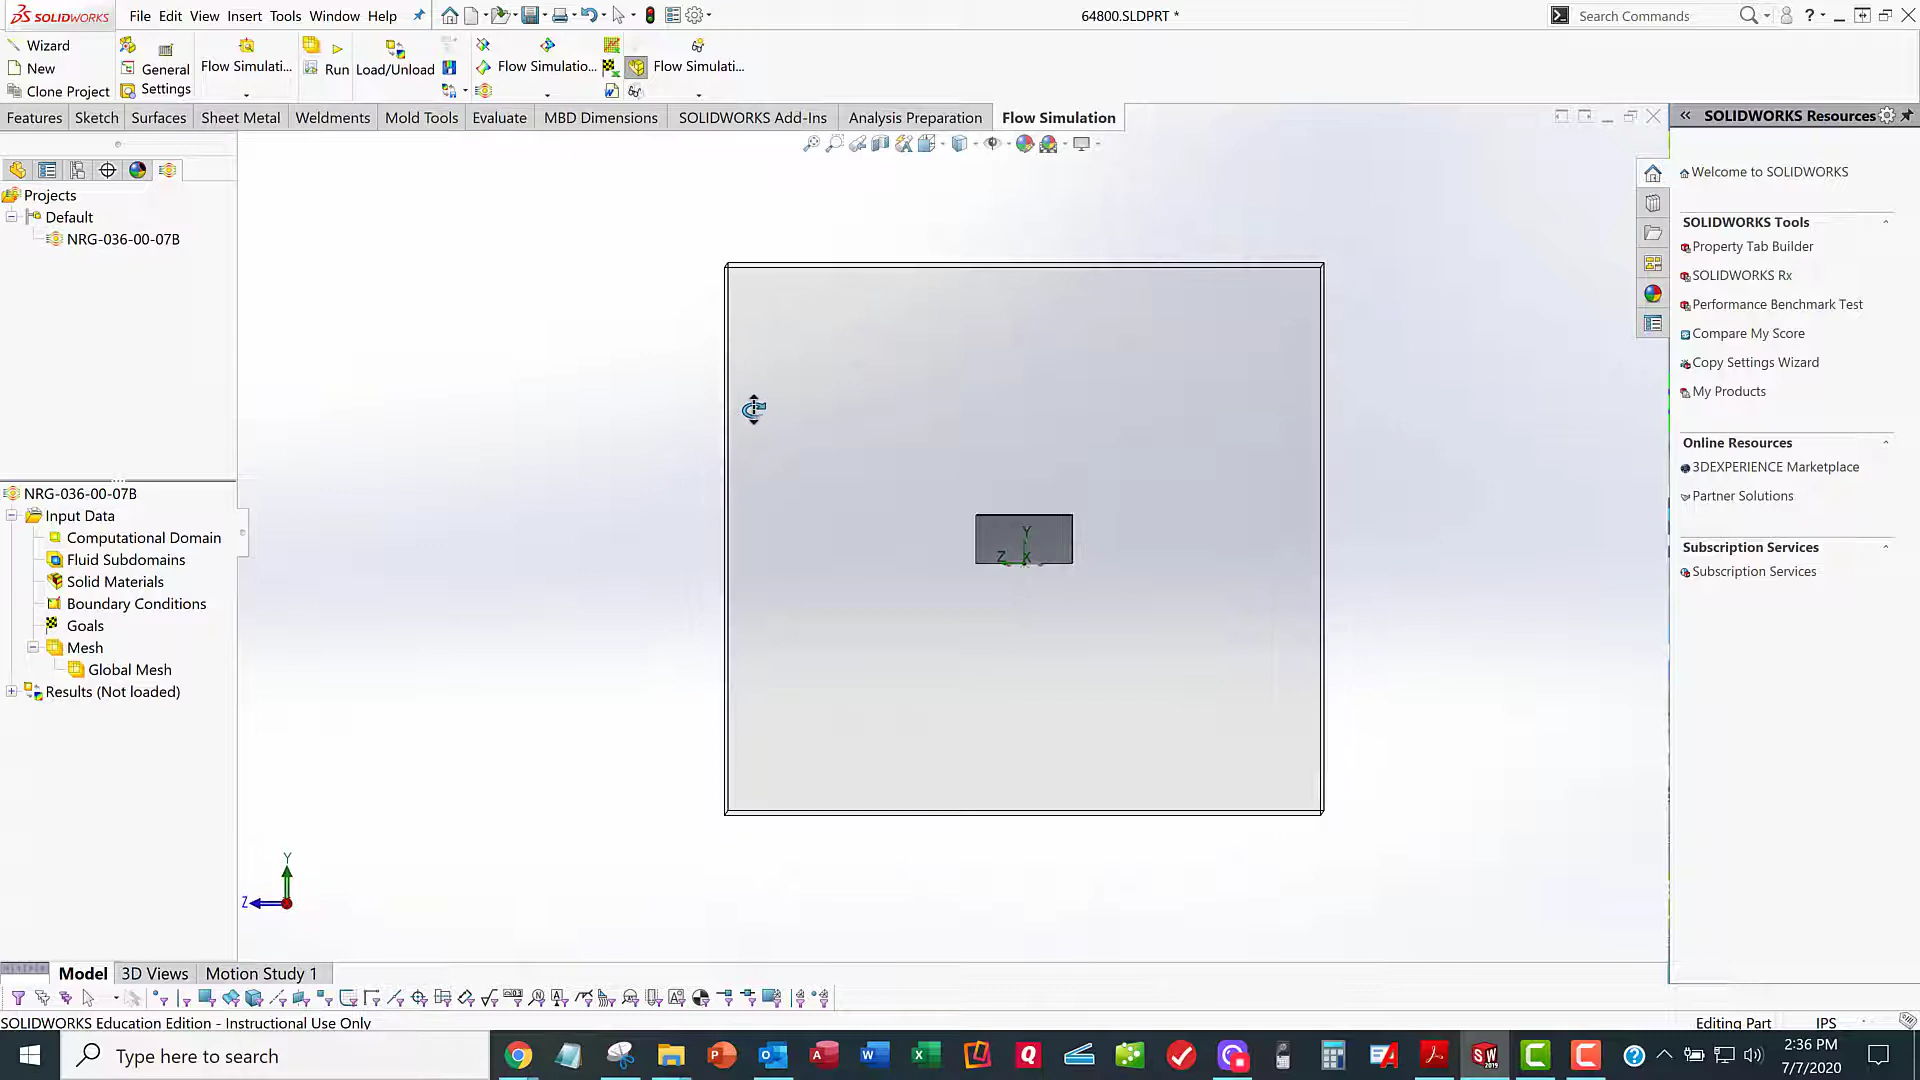 SOLIDWORKS File Edit View Insert Tools Window Help 64800.SLDPRT * Search Commands
Wizard
New
Clone Project
General Settings
Flow Simulati...
Run
Load/Unload
Flow Simulatio...
Flow Simulati...
Features Sketch Surfaces Sheet Metal Weldments Mold Tools Evaluate MBD Dimensions SOLIDWORKS Add-Ins Analysis Preparation Flow Simulation
Projects
Default
NRG-036-00-07B
NRG-036-00-07B
Input Data
Computational Domain
Fluid Subdomains
Solid Materials
Boundary Conditions
Goals
Mesh
Global Mesh
Results (Not loaded)
Y
Z X
Y
Z
SOLIDWORKS Resources
Welcome to SOLIDWORKS
SOLIDWORKS Tools
Property Tab Builder
SOLIDWORKS Rx
Performance Benchmark Test
Compare My Score
Copy Settings Wizard
My Products
Online Resources
3DEXPERIENCE Marketplace
Partner Solutions
Subscription Services
Subscription Services
Model 3D Views Motion Study 1
SOLIDWORKS Education Edition - Instructional Use Only Editing Part IPS
Type here to search
2:36 PM
7/7/2020